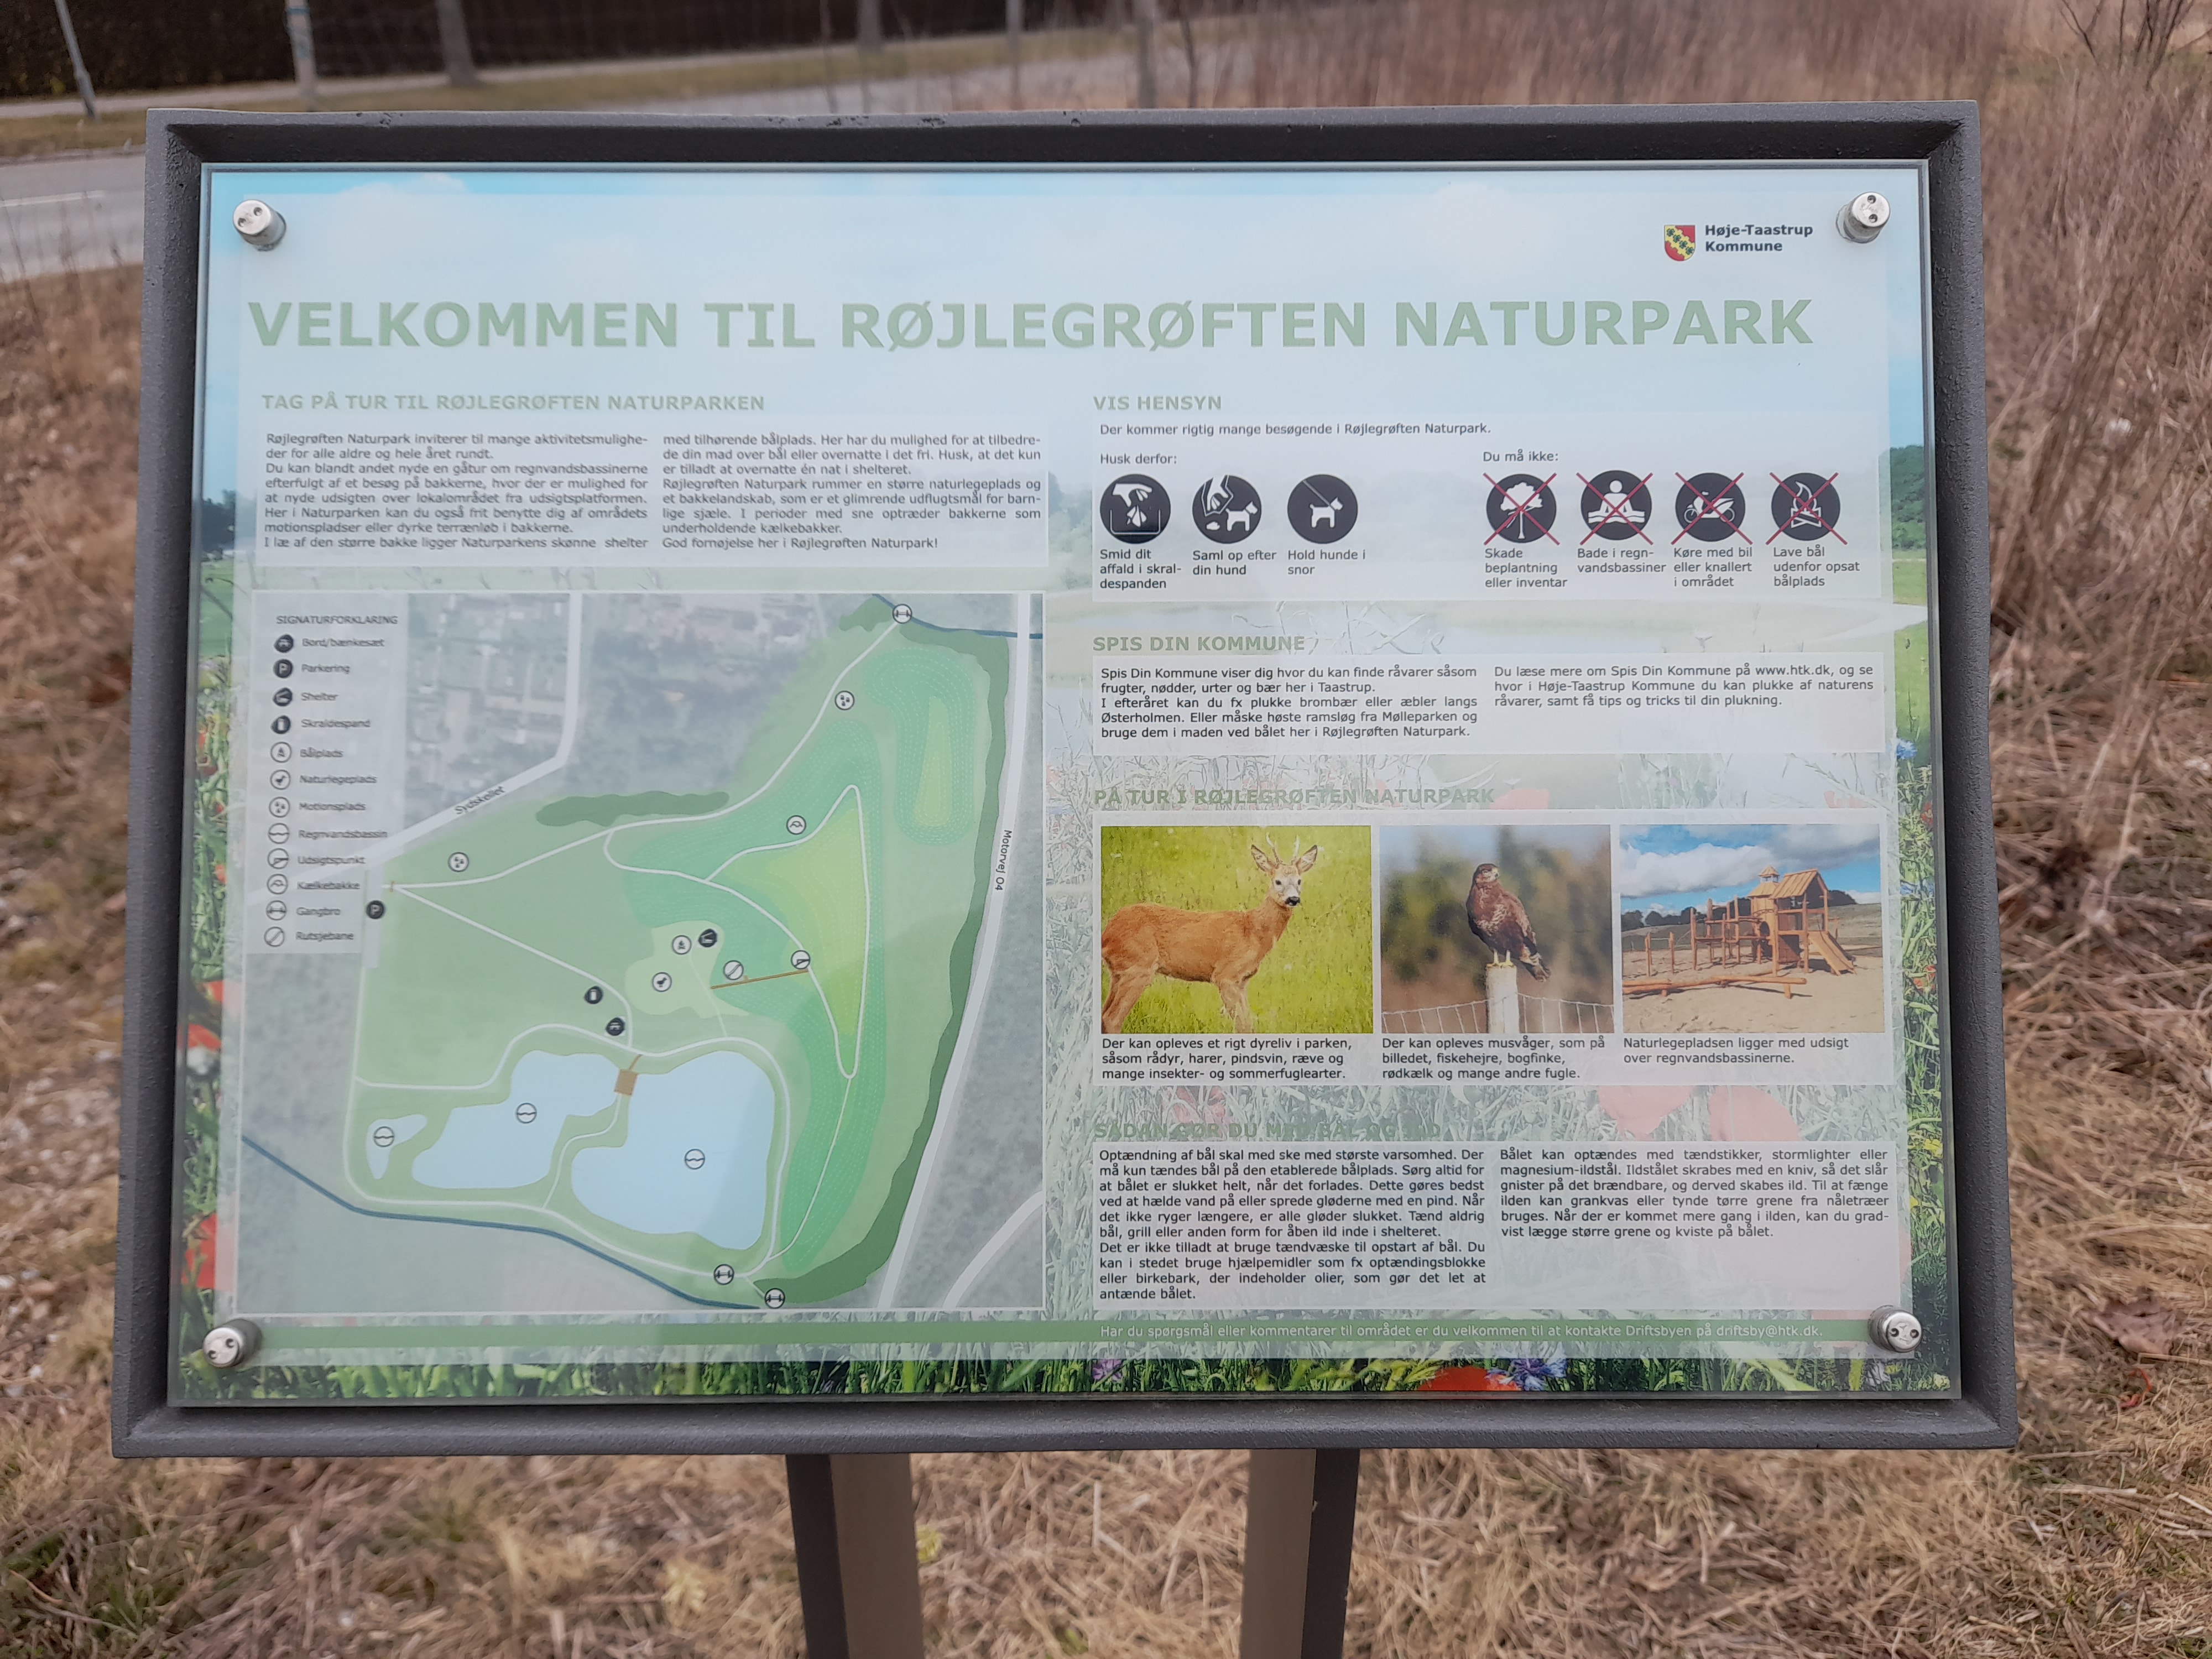 Høje-Taastrup
Kommune
VELKOMMEN TIL RØJLEGRØFTEN NATURPARK
TAG PÅ TUR TIL RØJLEGRØFTEN NATURPARKEN
Røjlegrøften Naturpark inviterer til mange aktivitetsmulighe-
der for alle aldre og hele året rundt.
Du kan blandt andet nyde en gåtur om regnvandsbassinerne
efterfulgt af et besøg på bakkerne, hvor der er mulighed for
at nyde udsigten over lokalområdet fra udsigtsplatformen.
Her i Naturparken kan du også frit benytte dig af områdets
motionspladser eller dyrke terrænløb i bakkerne.
I læ af den større bakke ligger Naturparkens skønne shelter
med tilhørende bålplads. Her har du mulighed for at tilbedre-
de din mad over bål eller overnatte i det fri. Husk, at det kun
er tilladt at overnatte én nat i shelteret.
Røjlegrøften Naturpark rummer en større naturlegeplads og
et bakkelandskab, som er et glimrende udflugtsmål for barn-
lige sjæle. I perioder med sne optræder bakkerne som
underholdende kælkebakker.
God fornøjelse her i Røjlegrøften Naturpark!
SIGNATURFORKLARING
Bord/bænkesæt
Parkering
Shelter
Skraldespand
Bålplads
Naturlegeplads
Motionsplads
Regnvandsbassin
Udsigtspunkt
Kælkebakke
Gangbro
Rutsjebane
Sydskellet
Motorvej O4
P
VIS HENSYN
Der kommer rigtig mange besøgende i Røjlegrøften Naturpark.
Husk derfor:
Smid dit
affald i skral-
despanden
Saml op efter
din hund
Hold hunde i
snor
Du må ikke:
Skade
beplantning
eller inventar
Bade i regn-
vandsbassiner
Køre med bil
eller knallert
i området
Lave bål
udenfor opsat
bålplads
SPIS DIN KOMMUNE
Spis Din Kommune viser dig hvor du kan finde råvarer såsom
frugter, nødder, urter og bær her i Taastrup.
I efteråret kan du fx plukke brombær eller æbler langs
Østerholmen. Eller måske høste ramsløg fra Mølleparken og
bruge dem i maden ved bålet her i Røjlegrøften Naturpark.
Du læse mere om Spis Din Kommune på www.htk.dk, og se
hvor i Høje-Taastrup Kommune du kan plukke af naturens
råvarer, samt få tips og tricks til din plukning.
PÅ TUR I RØJLEGRØFTEN NATURPARK
Der kan opleves et rigt dyreliv i parken,
såsom rådyr, harer, pindsvin, ræve og
mange insekter- og sommerfuglearter.
Der kan opleves musvåger, som på
billedet, fiskehejre, bogfinke,
rødkælk og mange andre fugle.
Naturlegepladsen ligger med udsigt
over regnvandsbassinerne.
SÅDAN GØR DU MED BÅL OG ILD
Optændning af bål skal med ske med største varsomhed. Der
må kun tændes bål på den etablerede bålplads. Sørg altid for
at bålet er slukket helt, når det forlades. Dette gøres bedst
ved at hælde vand på eller sprede gløderne med en pind. Når
det ikke ryger længere, er alle gløder slukket. Tænd aldrig
bål, grill eller anden form for åben ild inde i shelteret.
Det er ikke tilladt at bruge tændvæske til opstart af bål. Du
kan i stedet bruge hjælpemidler som fx optændingsblokke
eller birkebark, der indeholder olier, som gør det let at
antænde bålet.
Bålet kan optændes med tændstikker, stormlighter eller
magnesium-ildstål. Ildstålet skrabes med en kniv, så det slår
gnister på det brændbare, og derved skabes ild. Til at fænge
ilden kan grankvas eller tynde tørre grene fra nåletræer
bruges. Når der er kommet mere gang i ilden, kan du grad-
vist lægge større grene og kviste på bålet.
Har du spørgsmål eller kommentarer til området er du velkommen til at kontakte Driftsbyen på driftsby@htk.dk.